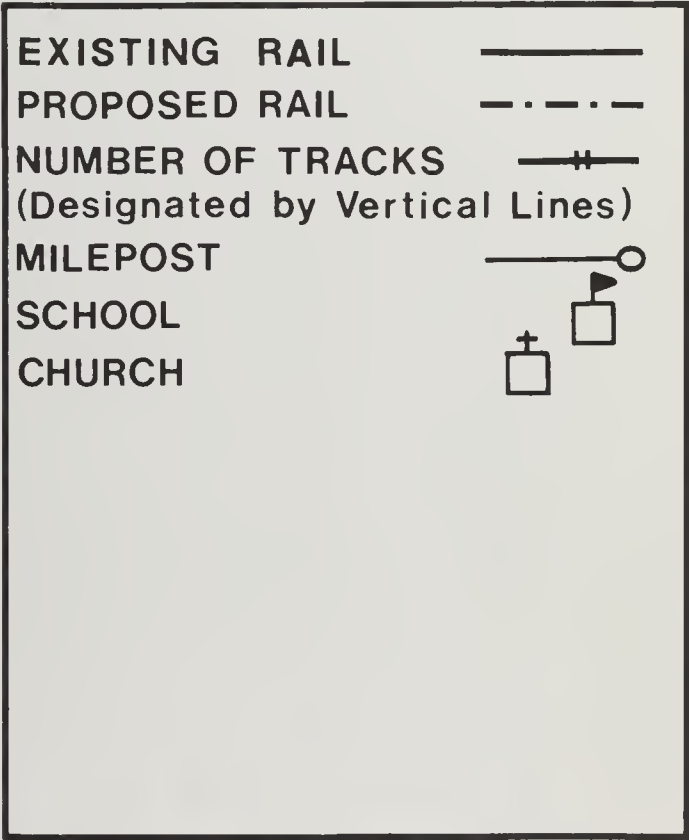 EXISTING RAIL
PROPOSED RAIL
NUMBER OF TRACKS
(Designated by Vertical Lines)
MILEPOST
SCHOOL
CHURCH